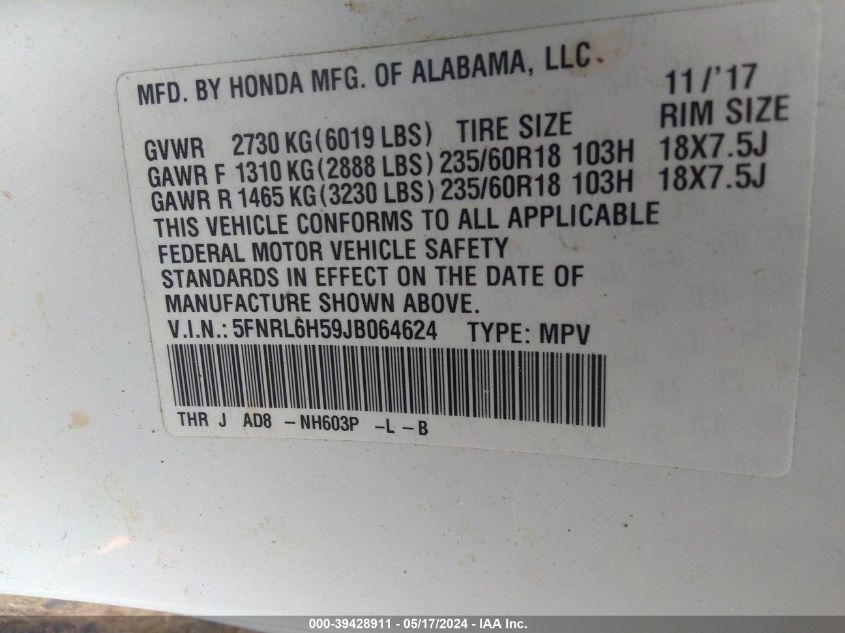 MFD. BY HONDA MFG. OF ALABAMA, LLC. 11/'17
GVWR 2730 KG(6019 LBS) TIRE SIZE RIM SIZE
GAWR F 1310 KG(2888 LBS) 235/60R18 103H 18X7.5J
GAWR R 1465 KG(3230 LBS) 235/60R18 103H 18X7.5J
THIS VEHICLE CONFORMS TO ALL APPLICABLE
FEDERAL MOTOR VEHICLE SAFETY
STANDARDS IN EFFECT ON THE DATE OF
MANUFACTURE SHOWN ABOVE.
V.I.N.: 5FNRL6H59JB064624 TYPE: MPV
THR J AD8 -NH603P -L -B
000-39428911 - 05/17/2024 - IAA Inc.